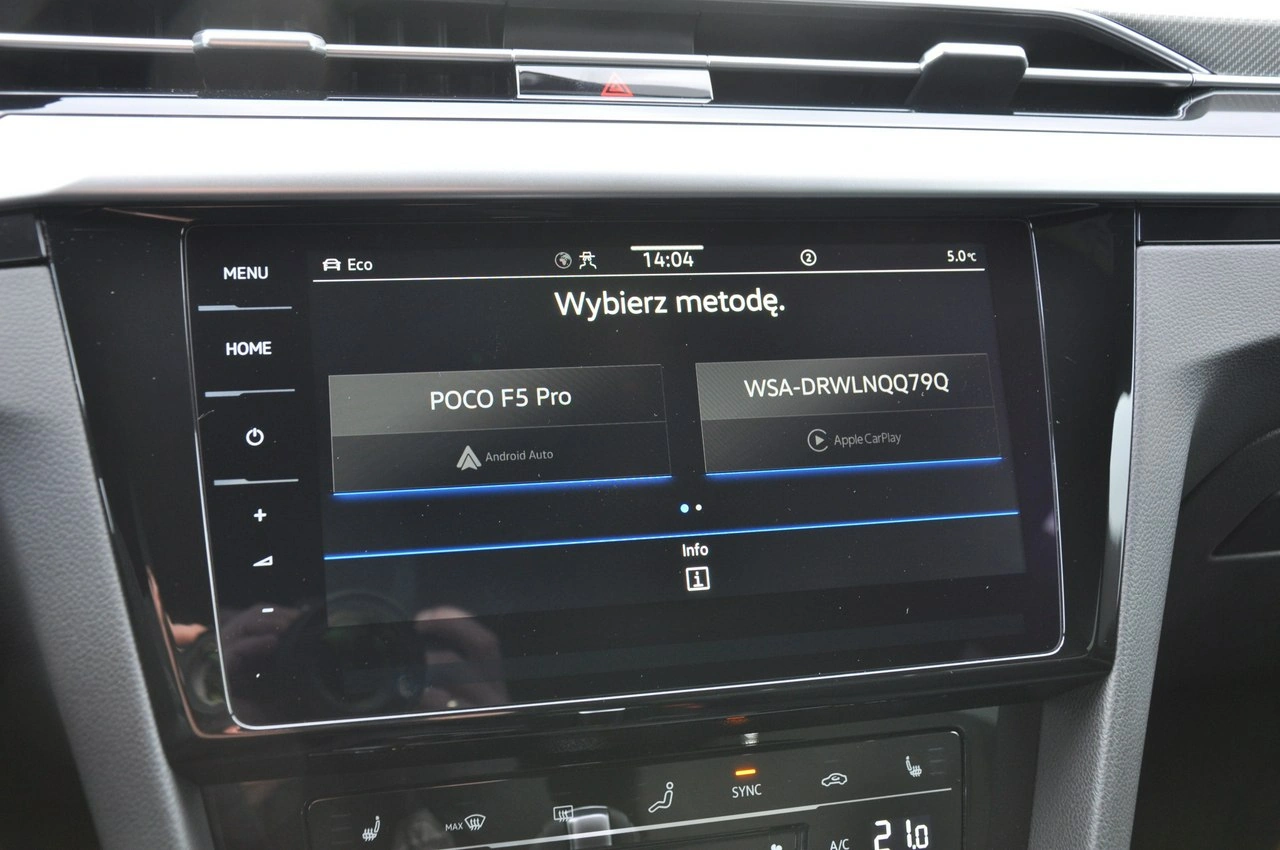 MENU
Eco
14:04
2
5.0°C
Wybierz metodę.
HOME
POCO F5 Pro
Android Auto
WSA-DRWLNQQ79Q
Apple CarPlay
+
-
Info
i
MAX
SYNC
A/C
21.0